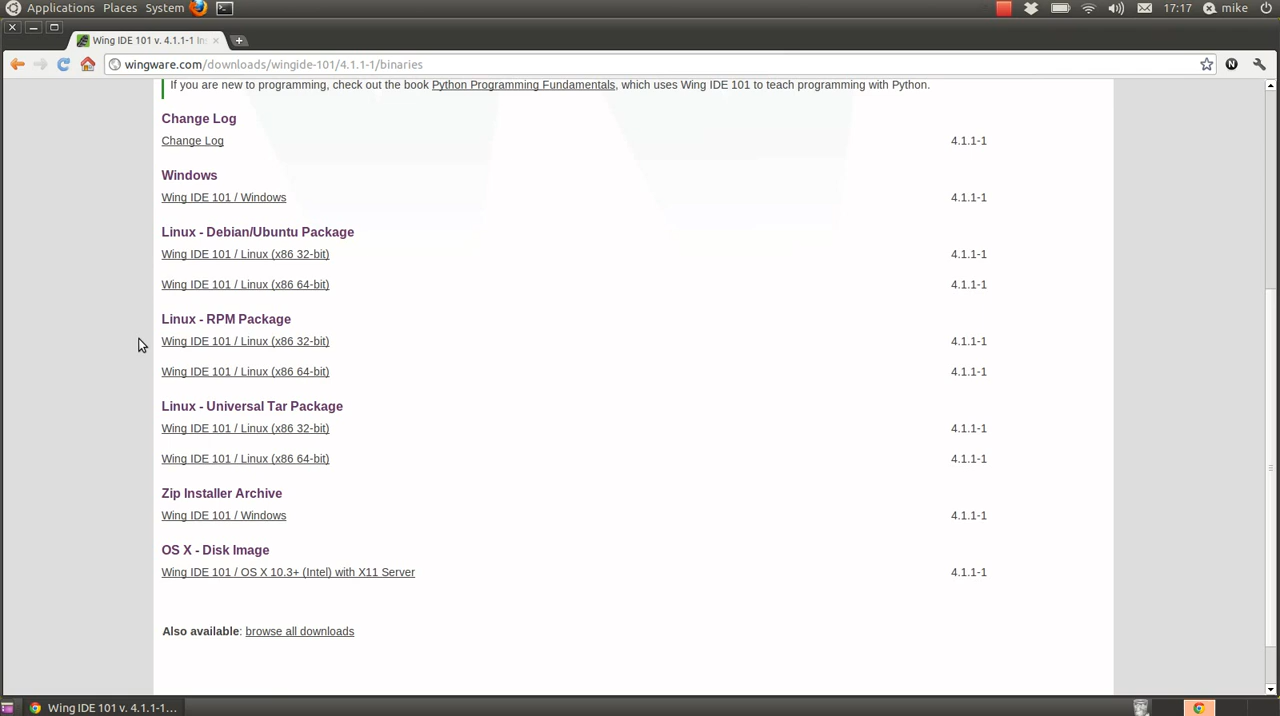 Applications Places System 17:17 mike
Wing IDE 101 v. 4.1.1-1 In
wingware.com/downloads/wingide-101/4.1.1-1/binaries
If you are new to programming, check out the book Python Programming Fundamentals, which uses Wing IDE 101 to teach programming with Python.
Change Log
Change Log 4.1.1-1
Windows
Wing IDE 101 / Windows 4.1.1-1
Linux - Debian/Ubuntu Package
Wing IDE 101 / Linux (x86 32-bit) 4.1.1-1
Wing IDE 101 / Linux (x86 64-bit) 4.1.1-1
Linux - RPM Package
Wing IDE 101 / Linux (x86 32-bit) 4.1.1-1
Wing IDE 101 / Linux (x86 64-bit) 4.1.1-1
Linux - Universal Tar Package
Wing IDE 101 / Linux (x86 32-bit) 4.1.1-1
Wing IDE 101 / Linux (x86 64-bit) 4.1.1-1
Zip Installer Archive
Wing IDE 101 / Windows 4.1.1-1
OS X - Disk Image
Wing IDE 101 / OS X 10.3+ (Intel) with X11 Server 4.1.1-1
Also available: browse all downloads
Wing IDE 101 v. 4.1.1-1...